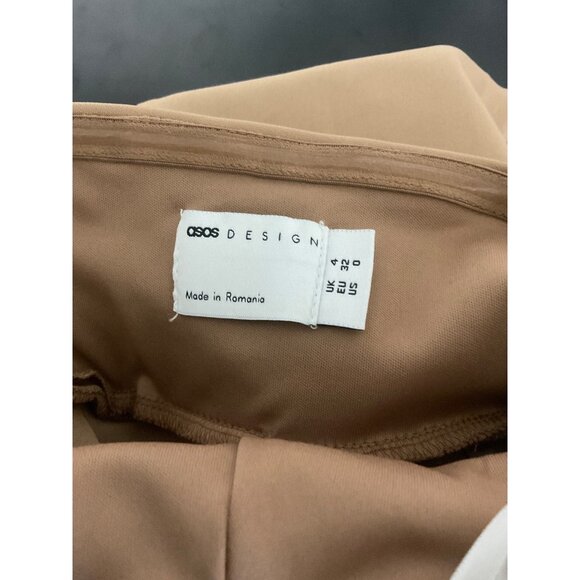 asos DESIGN
Made in Romania
UK 4
EU 32
US 0